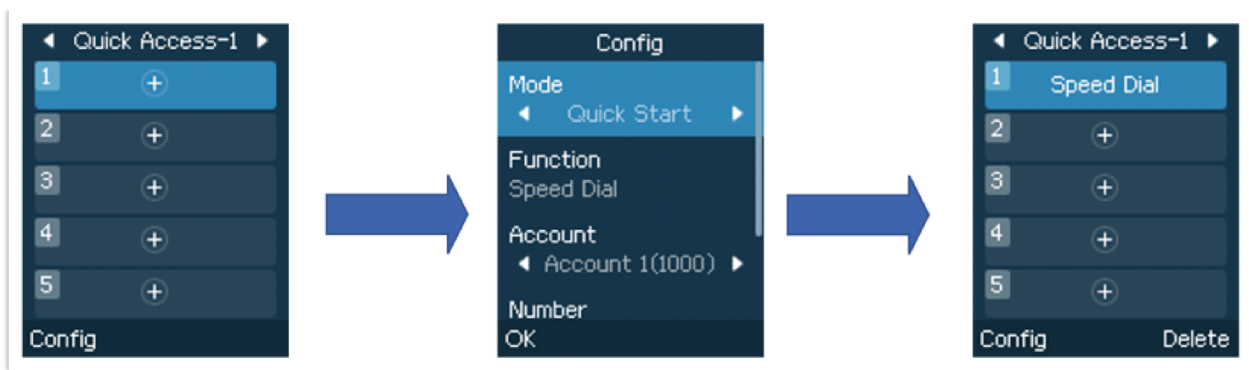 Quick Access-1
1
2
3
4
5
Config
Config
Mode
Quick Start
Function
Speed Dial
Account
Account 1(1000)
Number
OK
Quick Access-1
1 Speed Dial
2
3
4
5
Config Delete